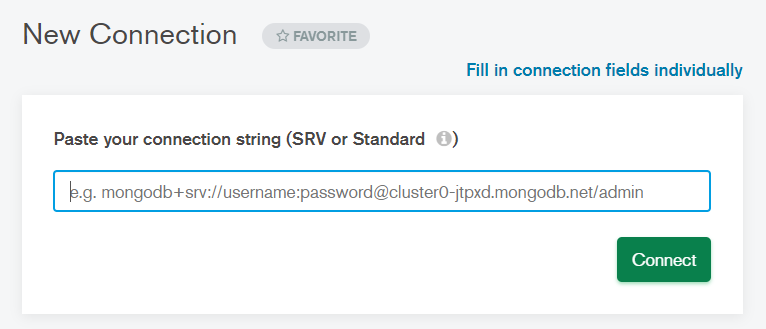 New Connection
FAVORITE
Fill in connection fields individually
Paste your connection string (SRV or Standard )
e.g. mongodb+srv://username:password@cluster0-jtpxd.mongodb.net/admin
Connect